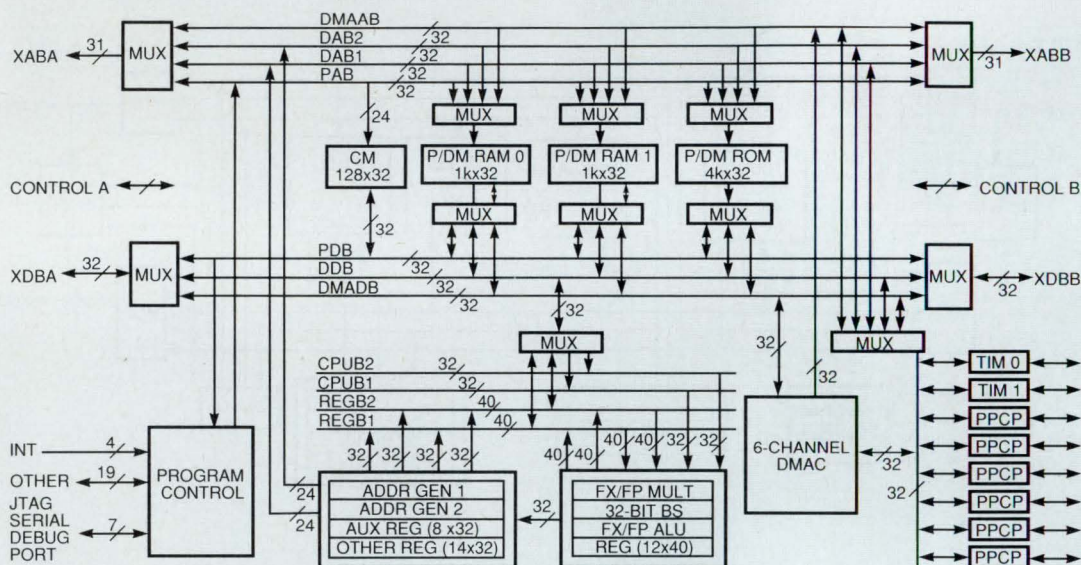 DMAAB
32
DAB2
32
DAB1
32
PAB
32
XABA
31
MUX
MUX
31
XABB
24
MUX
MUX
MUX
CM
128x32
P/DM RAM 0
1kx32
P/DM RAM 1
1kx32
P/DM ROM
4kx32
CONTROL A
CONTROL B
32
MUX
MUX
MUX
PDB
32
DDB
32
DMADB
32
XDBA
32
MUX
MUX
32
XDBB
32
MUX
MUX
CPUB2
32
CPUB1
32
REGB2
40
REGB1
40
32
32
TIM 0
TIM 1
PPCP
PPCP
PPCP
PPCP
PPCP
PPCP
INT
4
OTHER
19
JTAG
SERIAL
DEBUG
PORT
7
PROGRAM
CONTROL
32 32 32 32
40 40 40 40 32 32
24
24
ADDR GEN 1
ADDR GEN 2
AUX REG (8 x32)
OTHER REG (14x32)
32
FX/FP MULT
32-BIT BS
FX/FP ALU
REG (12x40)
6-CHANNEL
DMAC
32
32